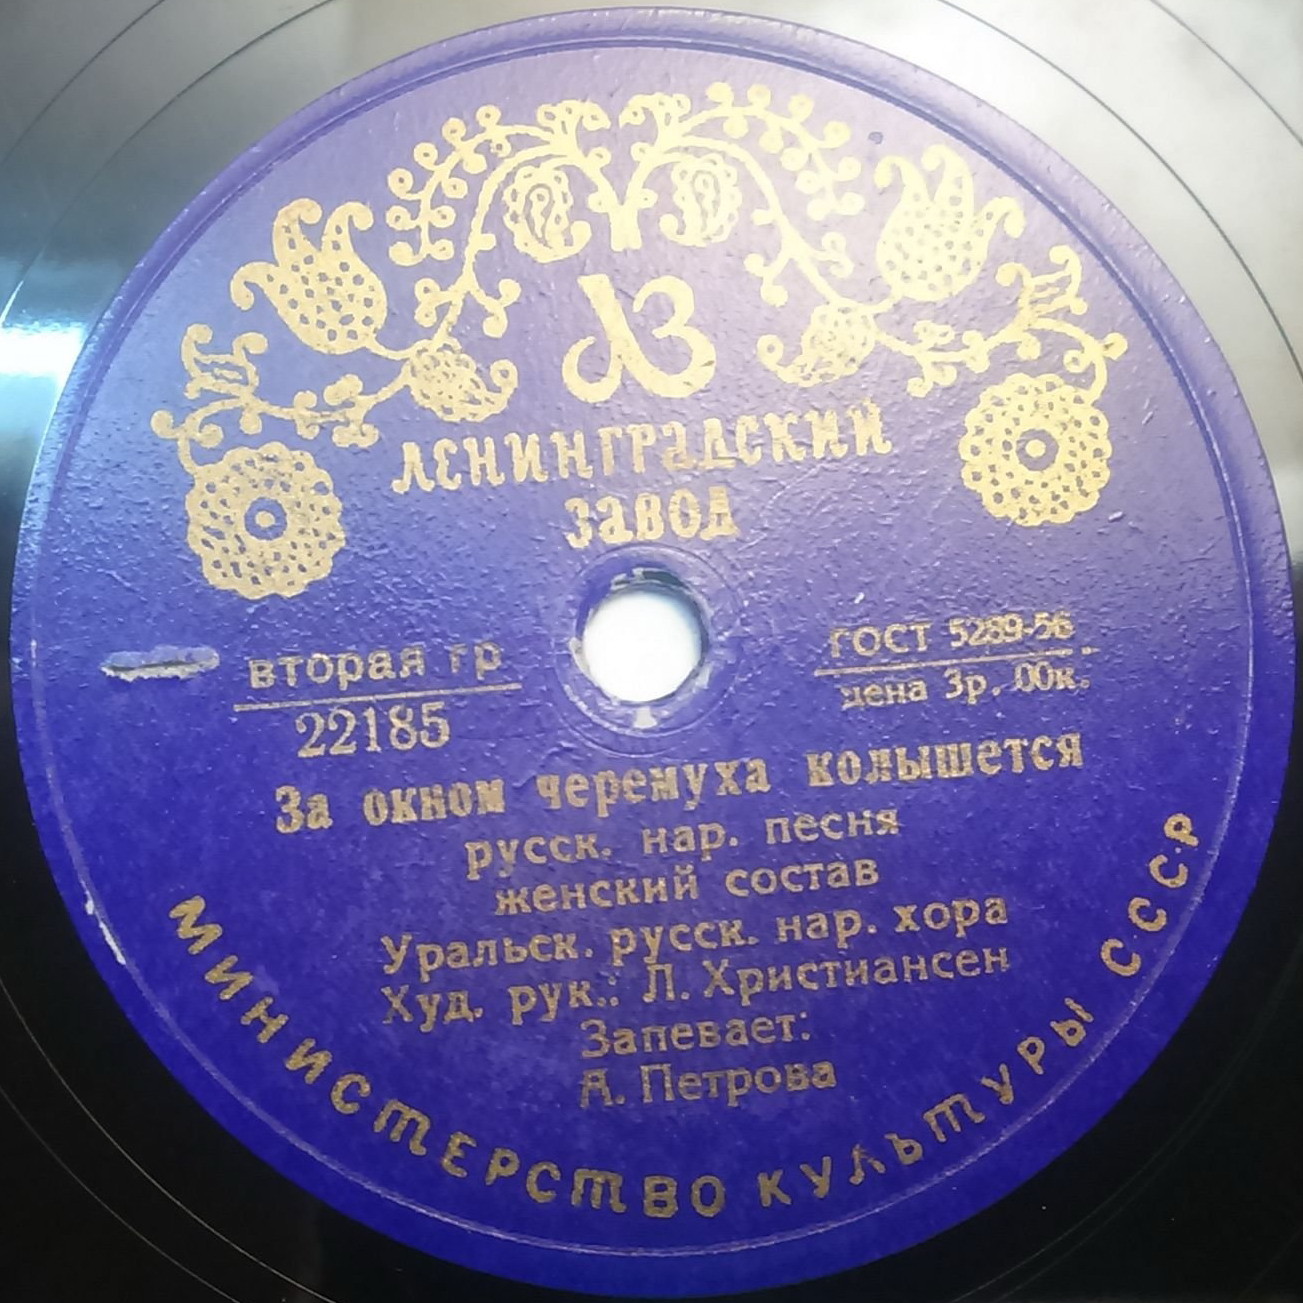 ЛЗ
ЛЕНИНГРАДСКИЙ
ЗАВОД
вторая гр
22185
ГОСТ 5289-56
цена 3р. 00к.
За окном черемуха колышется
русск. нар. песня
женский состав
Уральск. русск. нар. хора
Худ. рук.: Л. Христиансен
Запевает:
А. Петрова
МИНИСТЕРСТВО КУЛЬТУРЫ СССР